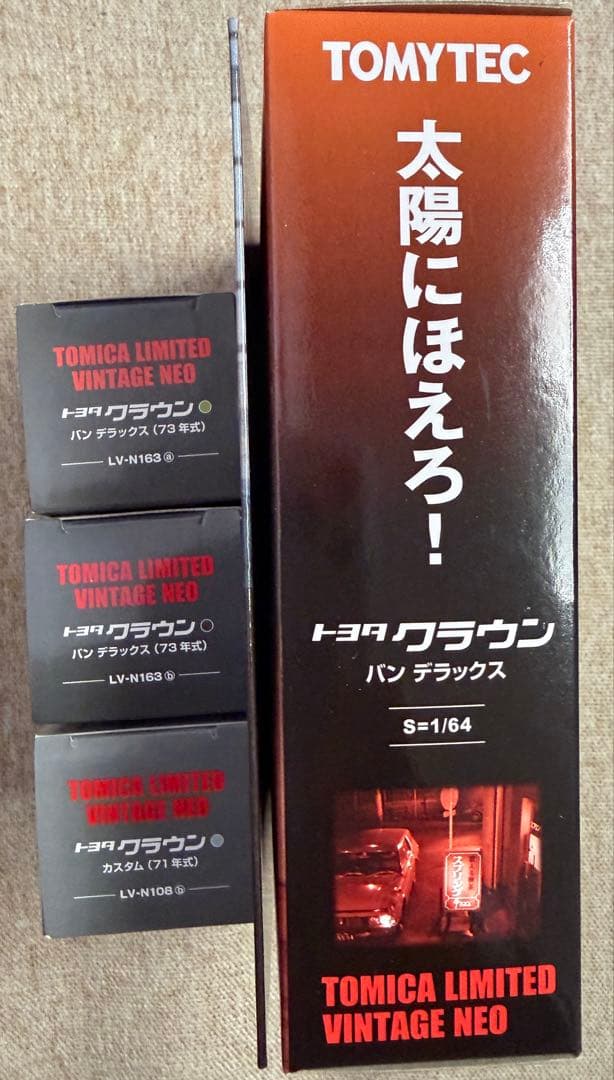 TOMICA LIMITED
VINTAGE NEO
トヨタ クラウン
バン デラックス（73年式）
LV-N163ⓐ
TOMICA LIMITED
VINTAGE NEO
トヨタ クラウン
バン デラックス（73年式）
LV-N163ⓑ
TOMICA LIMITED
VINTAGE NEO
トヨタ クラウン
カスタム（71年式）
LV-N108ⓑ
TOMYTEC
太陽にほえろ！
トヨタ クラウン
バン デラックス
S=1/64
スプリング
TOMICA LIMITED
VINTAGE NEO